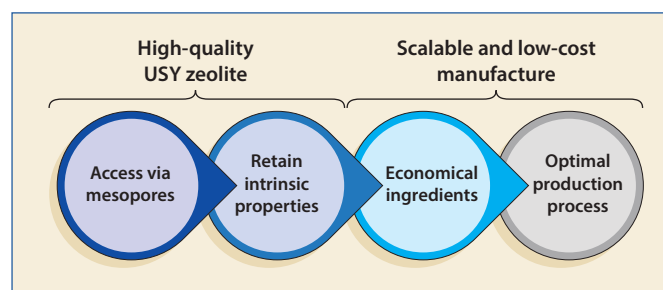 High-quality
USY zeolite
Scalable and low-cost
manufacture
Access via
mesopores
Retain
intrinsic
properties
Economical
ingredients
Optimal
production
process